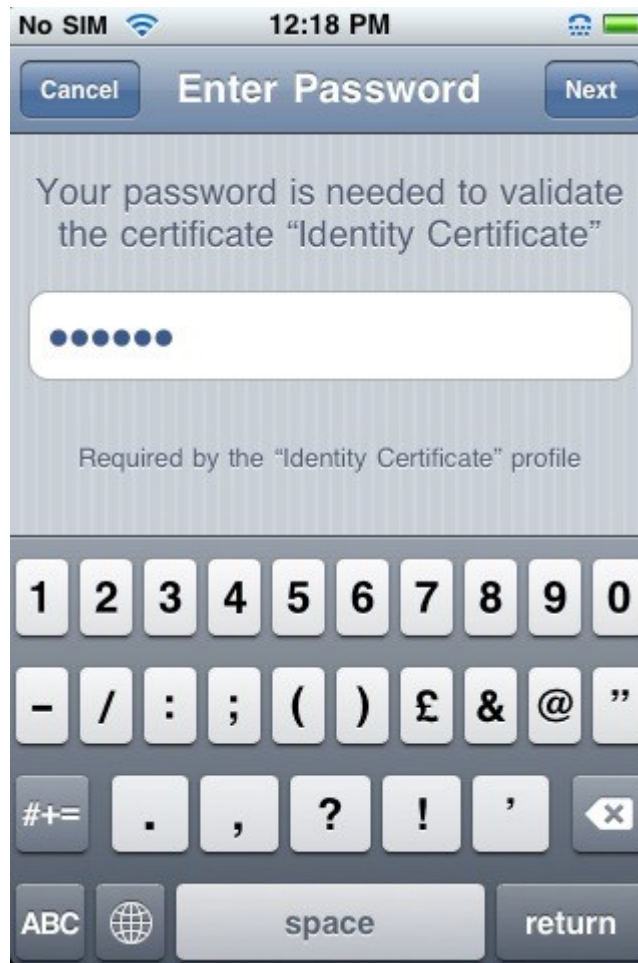 No SIM 12:18 PM
Cancel Enter Password Next
Your password is needed to validate
the certificate “Identity Certificate”
••••••
Required by the “Identity Certificate” profile
1 2 3 4 5 6 7 8 9 0
- / : ; ( ) £ & @ ”
#+= . , ? ! ’
ABC space return